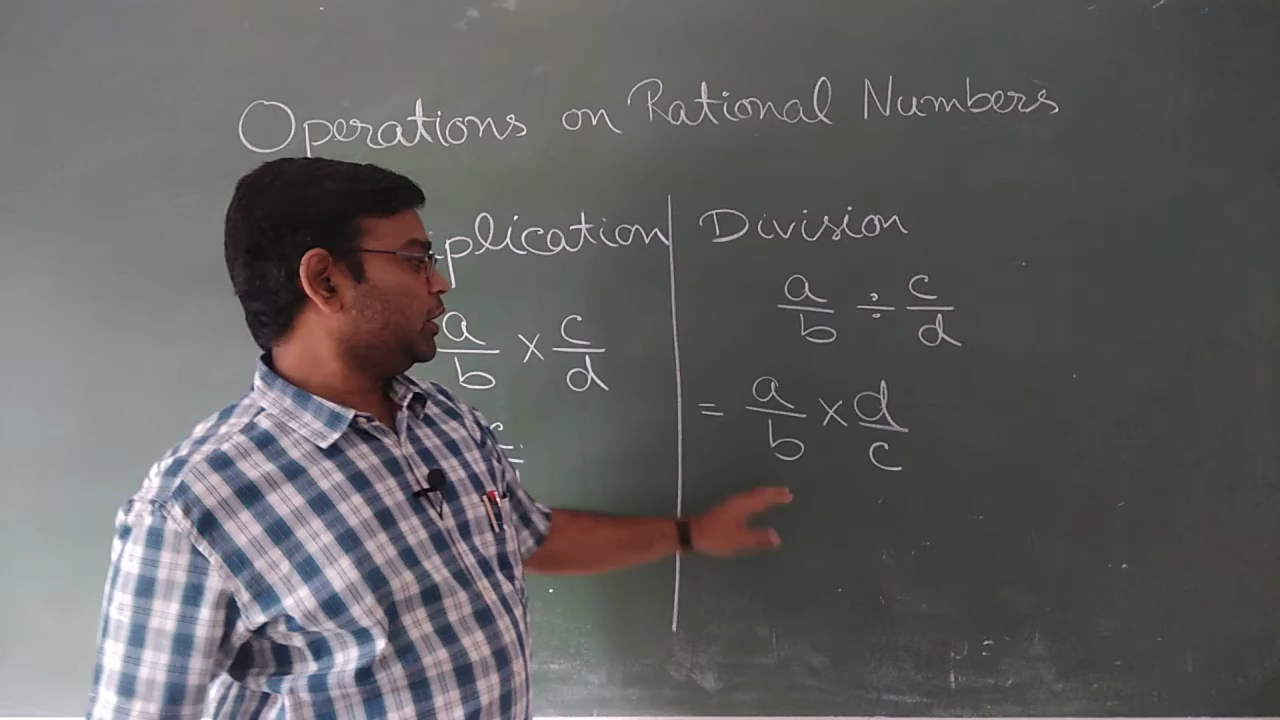 Operations on Rational Numbers
plication
a/b × c/d
Division
a/b ÷ c/d
= a/b × d/c